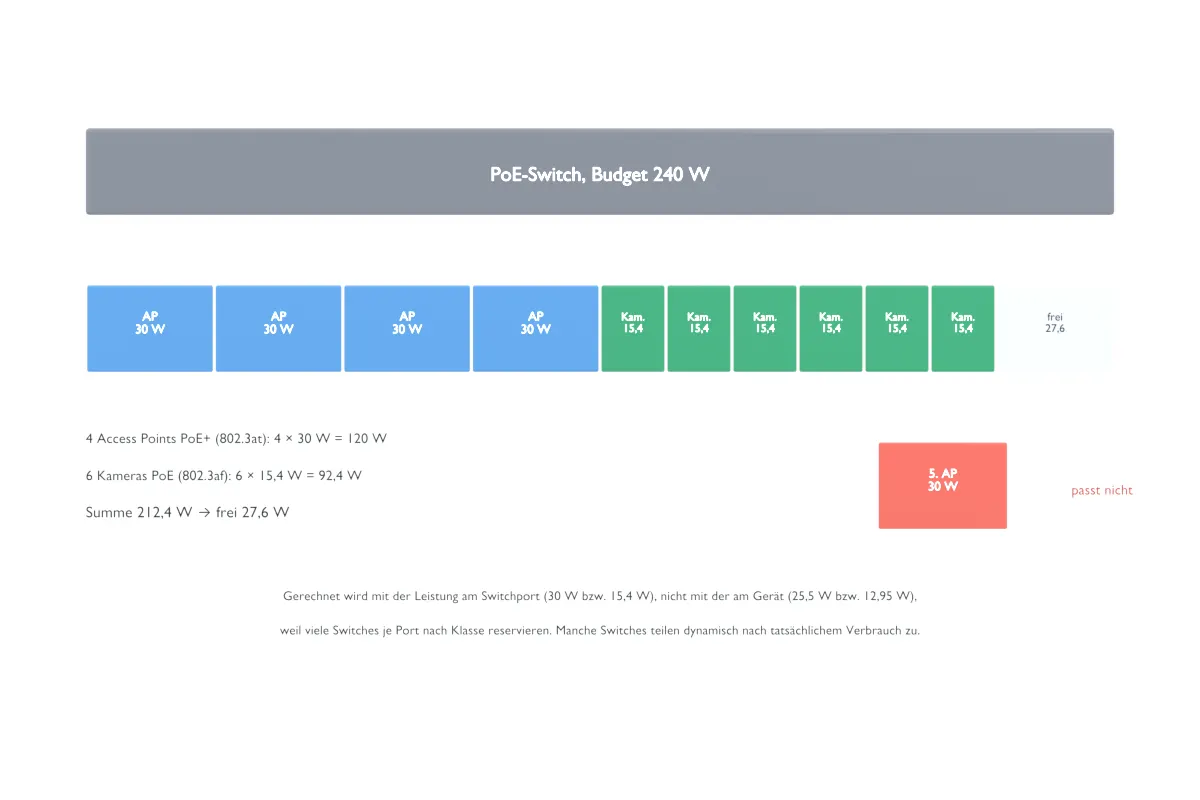 PoE-Switch, Budget 240 W
AP
30 W
AP
30 W
AP
30 W
AP
30 W
Kam.
15,4
Kam.
15,4
Kam.
15,4
Kam.
15,4
Kam.
15,4
Kam.
15,4
frei
27,6
4 Access Points PoE+ (802.3at): 4 × 30 W = 120 W
6 Kameras PoE (802.3af): 6 × 15,4 W = 92,4 W
Summe 212,4 W → frei 27,6 W
5. AP
30 W
passt nicht
Gerechnet wird mit der Leistung am Switchport (30 W bzw. 15,4 W), nicht mit der am Gerät (25,5 W bzw. 12,95 W),
weil viele Switches je Port nach Klasse reservieren. Manche Switches teilen dynamisch nach tatsächlichem Verbrauch zu.